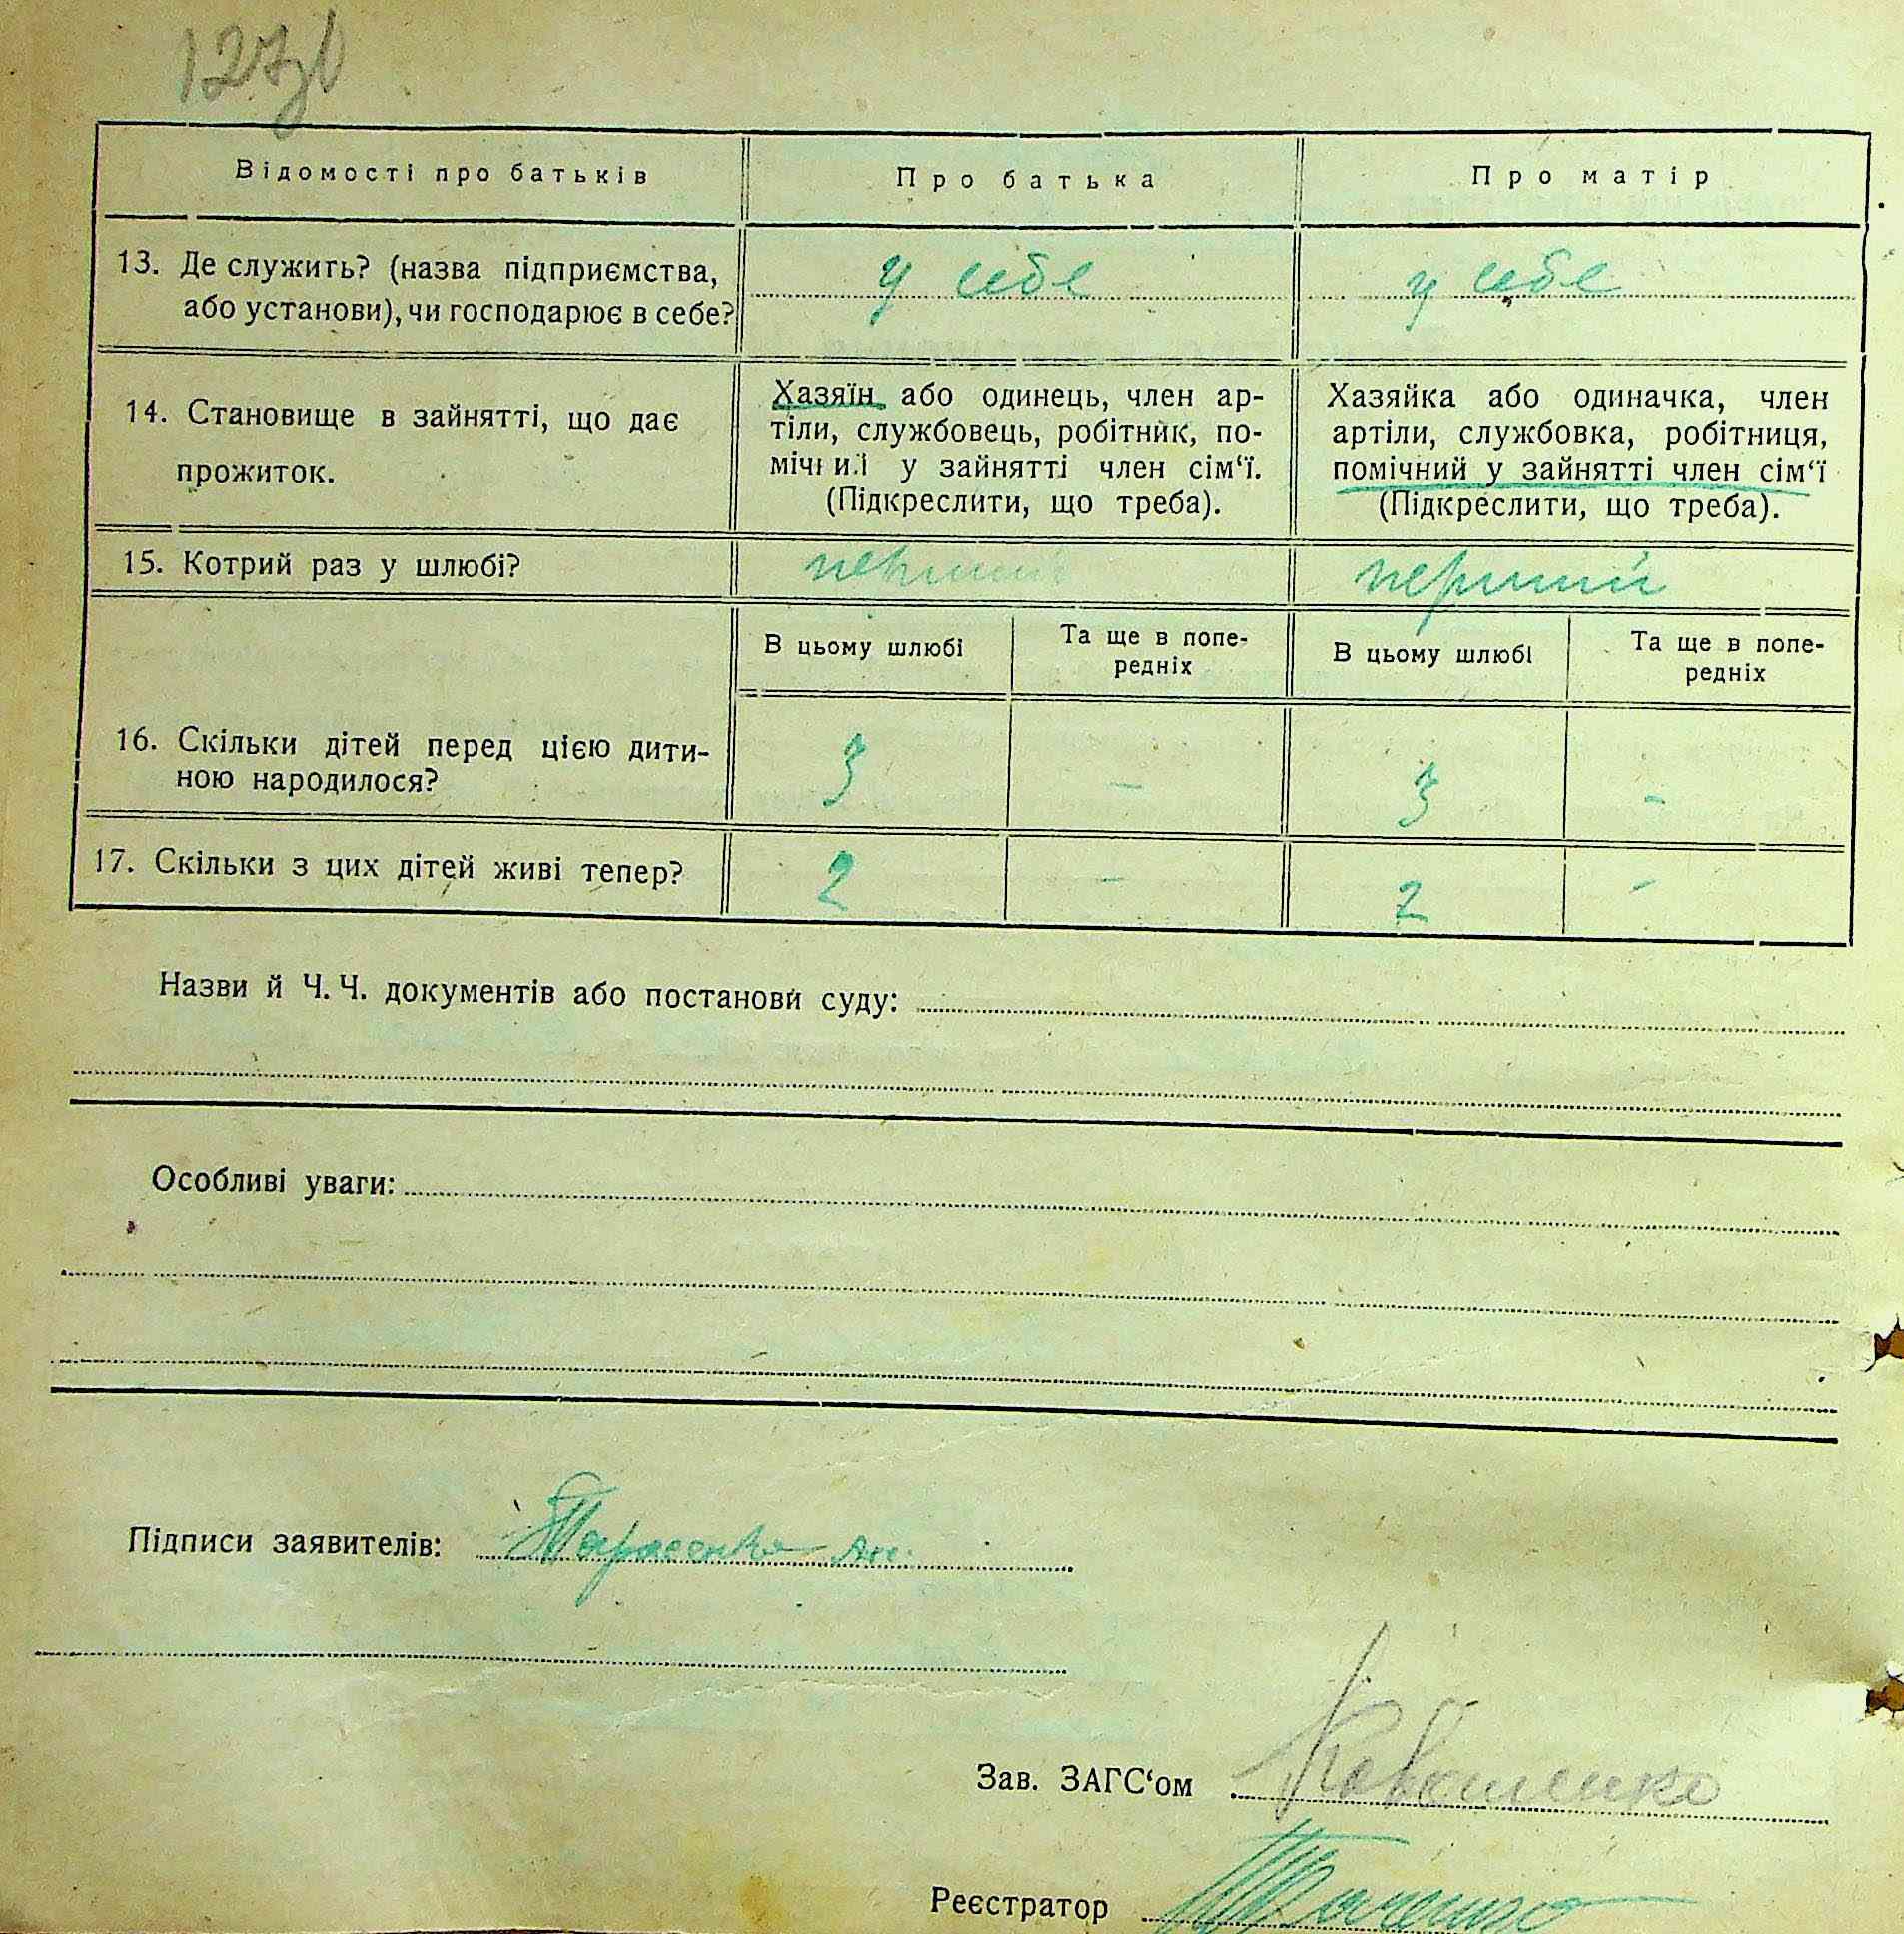 127зв
Відомості про батьків
Про батька
Про матір
13. Де служить? (назва підприємства,
або установи), чи господарює в себе?
у себе
у себе
14. Становище в зайнятті, що дає
прожиток.
Хазяїн або одинець, член ар-
тіли, службовець, робітник, по-
мічний у зайнятті член сім‘ї.
(Підкреслити, що треба).
Хазяйка або одиначка, член
артіли, службовка, робітниця,
помічний у зайнятті член сім‘ї
(Підкреслити, що треба).
15. Котрий раз у шлюбі?
перший
перший
В цьому шлюбі
Та ще в попе-
редніх
В цьому шлюбі
Та ще в попе-
редніх
16. Скільки дітей перед цією дити-
ною народилося?
3
-
3
-
17. Скільки з цих дітей живі тепер?
2
-
2
-
Назви й Ч. Ч. документів або постанови суду:
Особливі уваги:
Підписи заявителів: Тарасенко
Зав. ЗАГС‘ом
Реєстратор